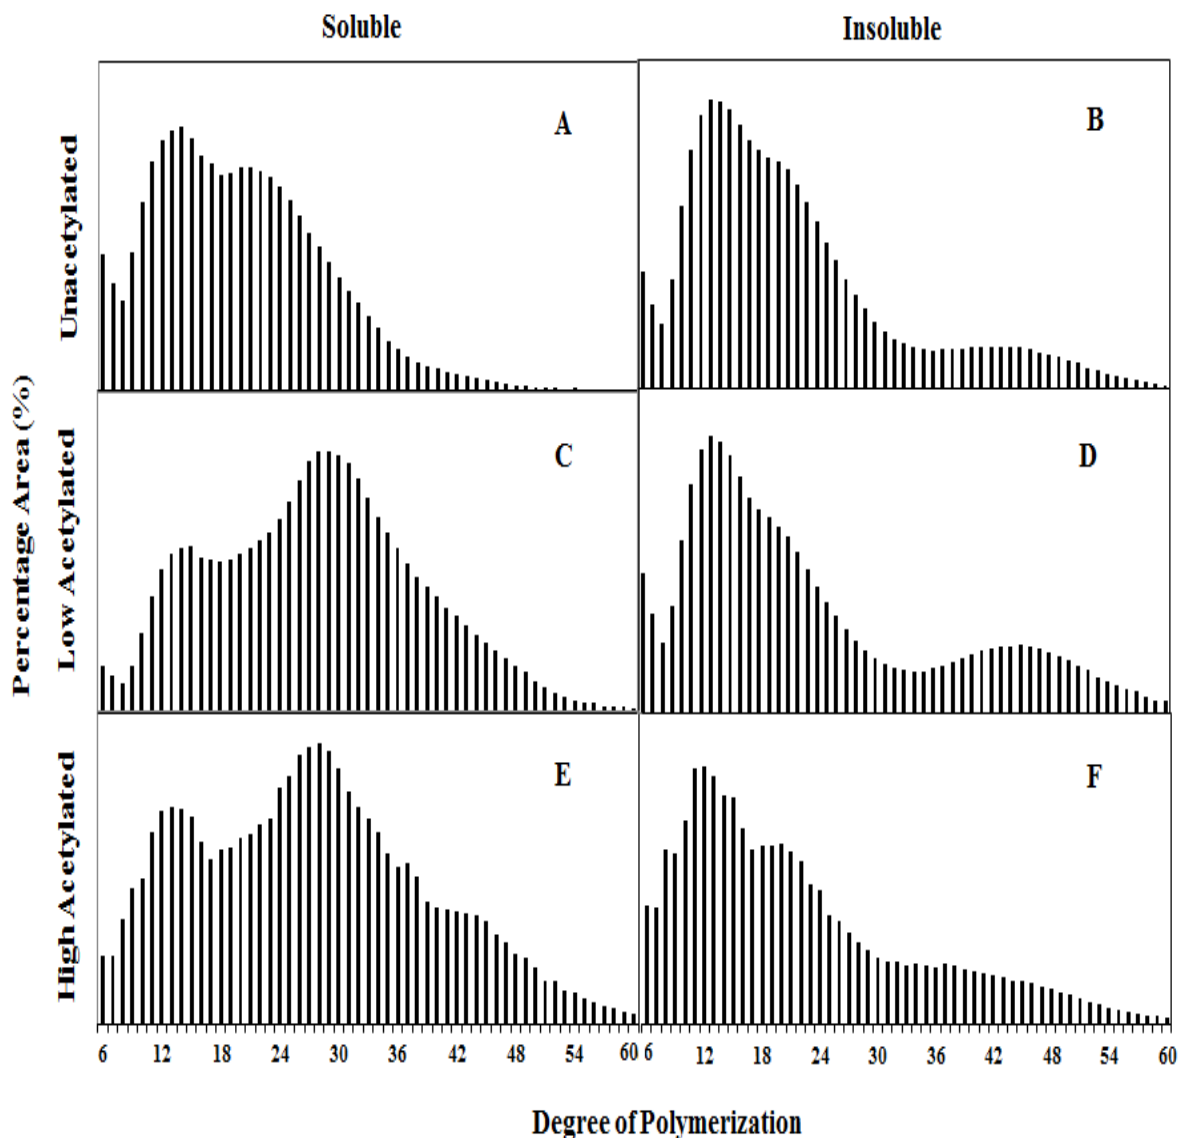 Soluble
Insoluble
Percentage Area (%)
Unacetylated
A
B
Low Acetylated
C
D
High Acetylated
E
F
6 12 18 24 30 36 42 48 54 60
6 12 18 24 30 36 42 48 54 60
Degree of Polymerization